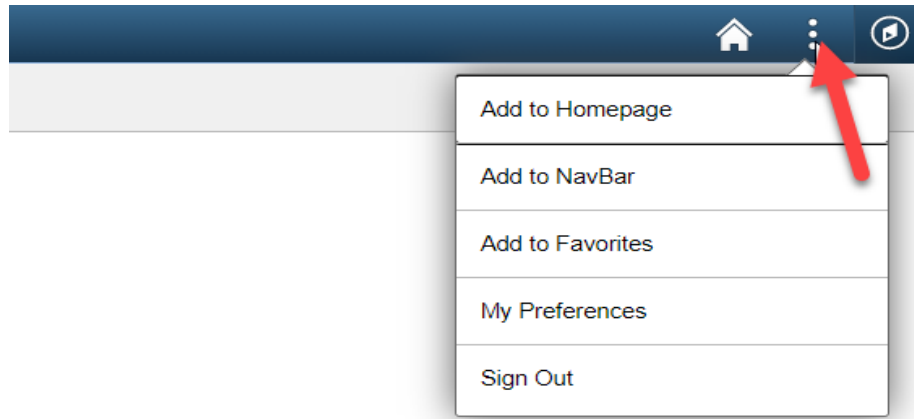 Add to Homepage
Add to NavBar
Add to Favorites
My Preferences
Sign Out